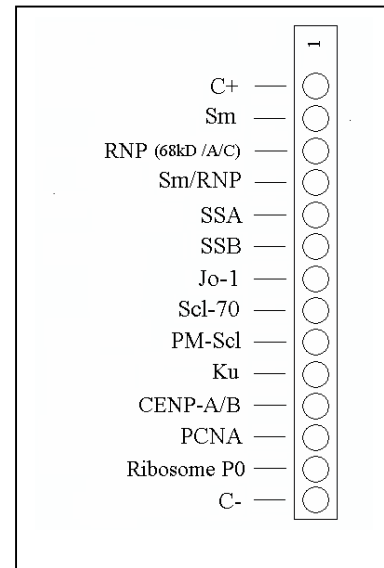 1
C+
Sm
RNP (68kD /A/C)
Sm/RNP
SSA
SSB
Jo-1
Scl-70
PM-Scl
Ku
CENP-A/B
PCNA
Ribosome P0
C-